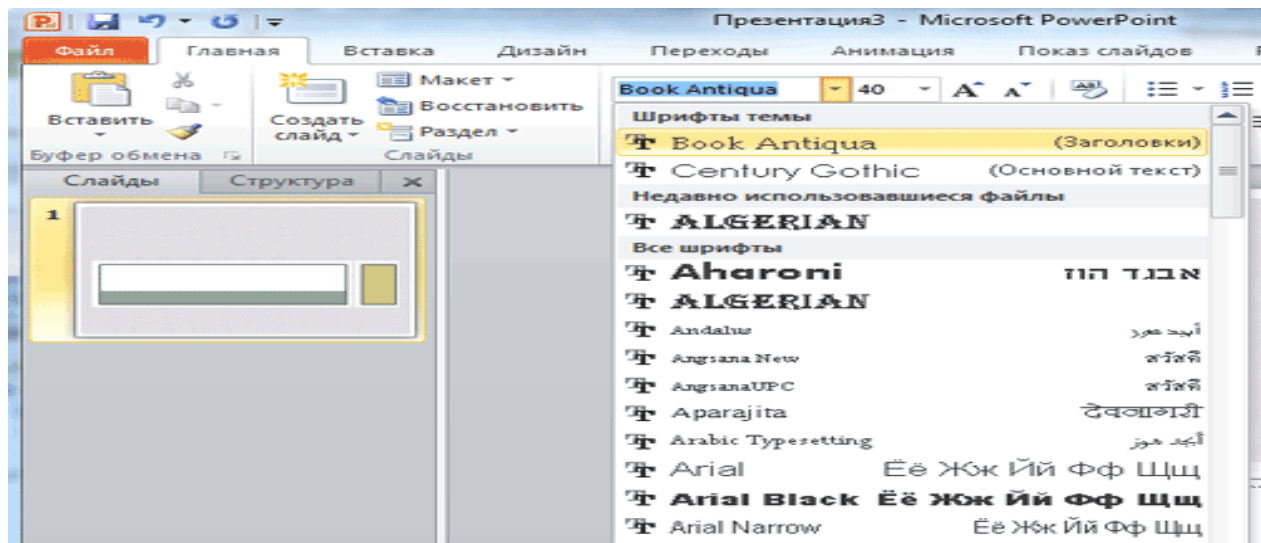 Презентация3 - Microsoft PowerPoint
Файл Главная Вставка Дизайн Переходы Анимация Показ слайдов
Вставить
Буфер обмена
Создать слайд
Макет
Восстановить
Раздел
Слайды
Book Antiqua 40
Слайды Структура
1
Шрифты темы
Book Antiqua (Заголовки)
Century Gothic (Основной текст)
Недавно использовавшиеся файлы
ALGERIAN
Все шрифты
Aharoni אבגד הוז
ALGERIAN
Andalus أبجد هوز
Angsana New สวัสดี
AngsanaUPC สวัสดี
Aparajita देवनागरी
Arabic Typesetting أبجد هوز
Arial Ёё Жж Йй Фф Щщ
Arial Black Ёё Жж Йй Фф Щщ
Arial Narrow Ёё Жж Йй Фф Щщ